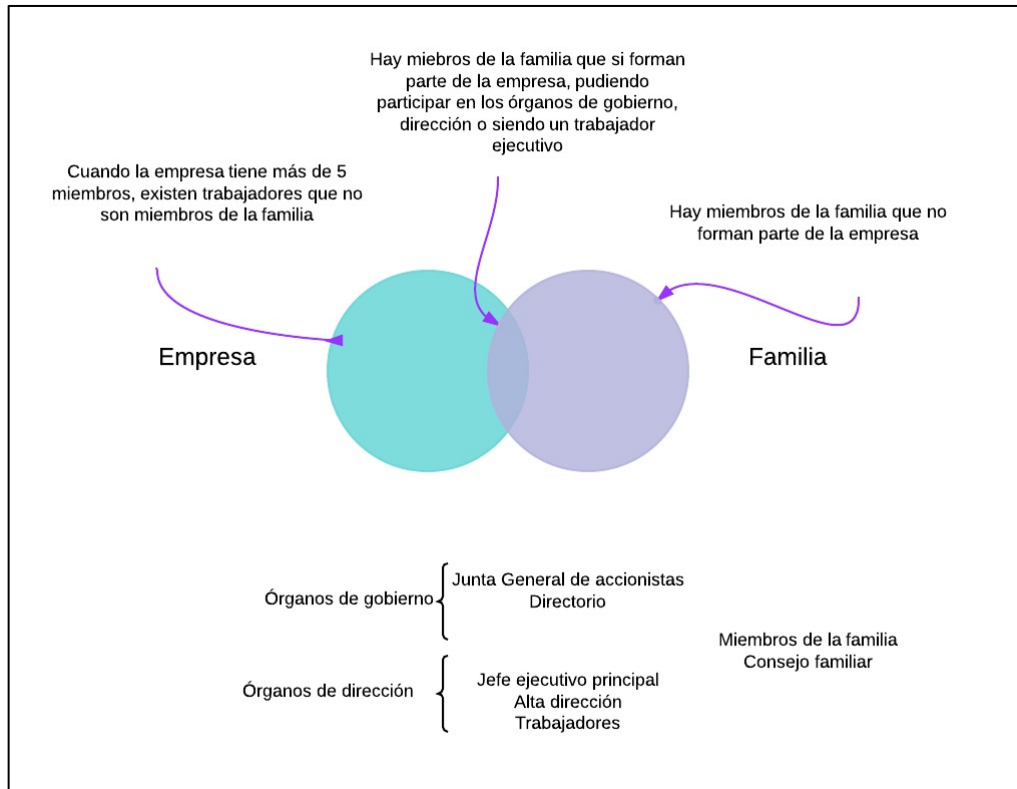 Hay miebros de la familia que si forman
parte de la empresa, pudiendo
participar en los órganos de gobierno,
dirección o siendo un trabajador
ejecutivo
Cuando la empresa tiene más de 5
miembros, existen trabajadores que no
son miembros de la familia
Hay miembros de la familia que no
forman parte de la empresa
Empresa
Familia
Órganos de gobierno
Junta General de accionistas
Directorio
Miembros de la familia
Consejo familiar
Órganos de dirección
Jefe ejecutivo principal
Alta dirección
Trabajadores